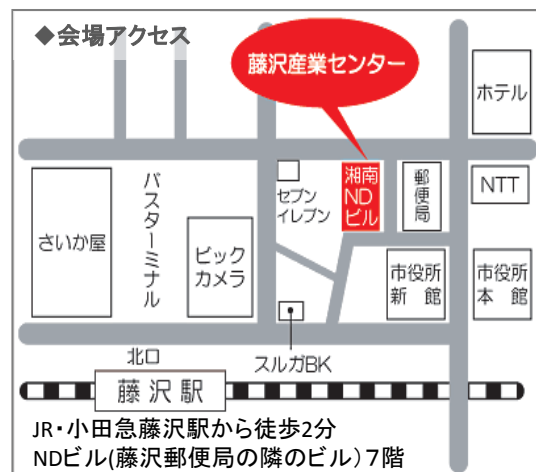 ◆会場アクセス
藤沢産業センター
ホテル
さいか屋
バスターミナル
ビック
カメラ
セブン
イレブン
湘南
ND
ビル
郵便局
NTT
市役所
新　館
市役所
本　館
スルガBK
北口
藤沢駅
JR・小田急藤沢駅から徒歩2分
NDビル(藤沢郵便局の隣のビル）７階